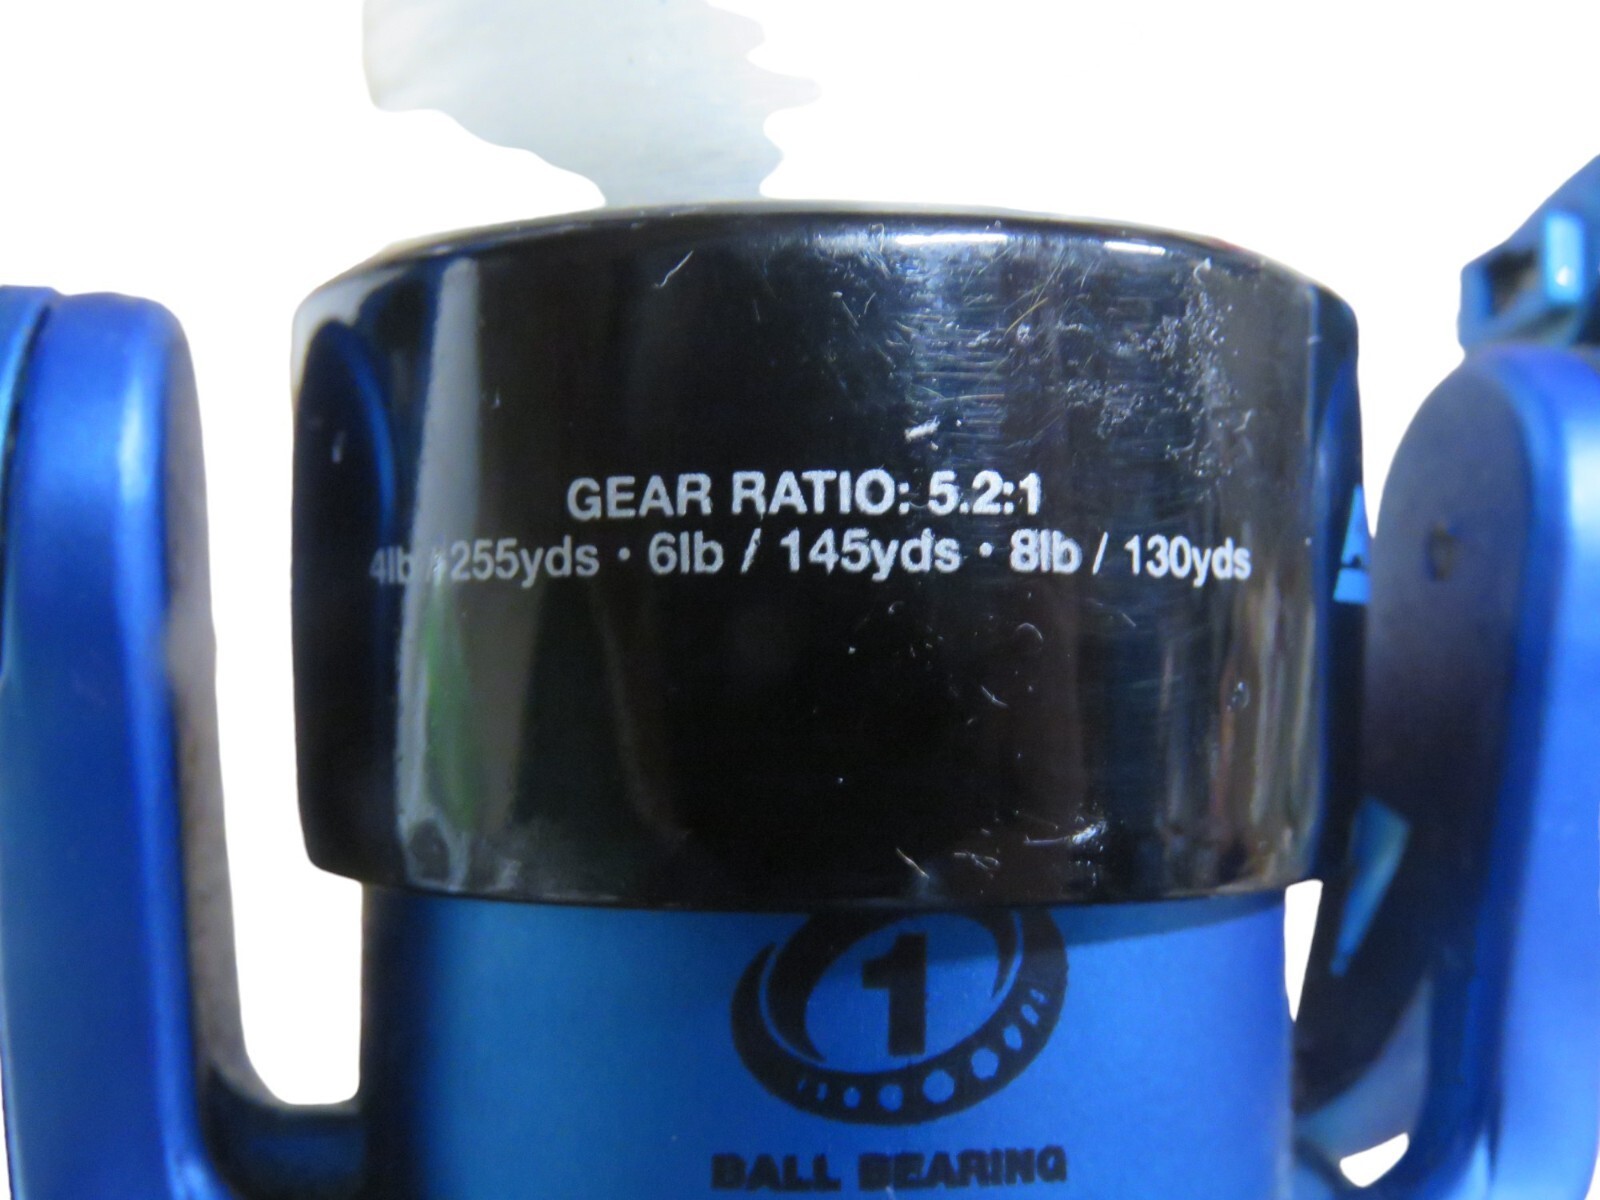 GEAR RATIO: 5.2:1
4lb / 255yds • 6lb / 145yds • 8lb / 130yds
1
BALL BEARING